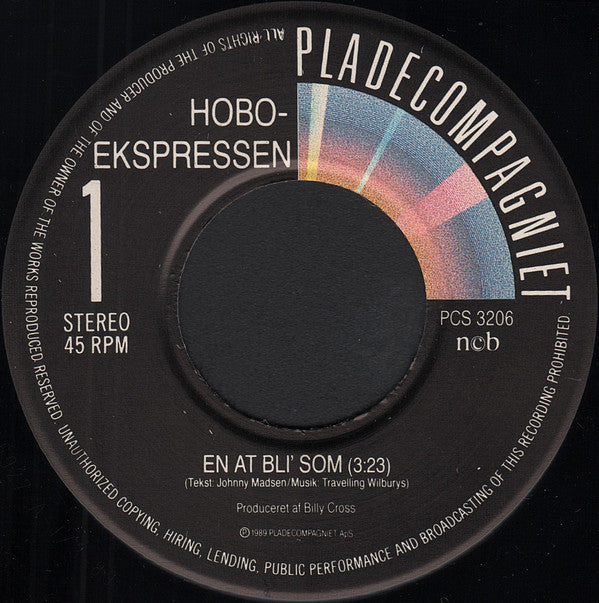 PLADECOMPAGNIET
HOBO-
EKSPRESSEN
1
STEREO
45 RPM
PCS 3206
n©b
EN AT BLI' SOM (3:23)
(Tekst: Johnny Madsen/Musik: Travelling Wilburys)
Produceret af Billy Cross
Ⓟ©1989 PLADECOMPAGNIET ApS
ALL RIGHTS OF THE PRODUCER AND OF THE OWNER OF THE WORKS REPRODUCED RESERVED. UNAUTHORIZED COPYING, HIRING, LENDING, PUBLIC PERFORMANCE AND BROADCASTING OF THIS RECORDING PROHIBITED.